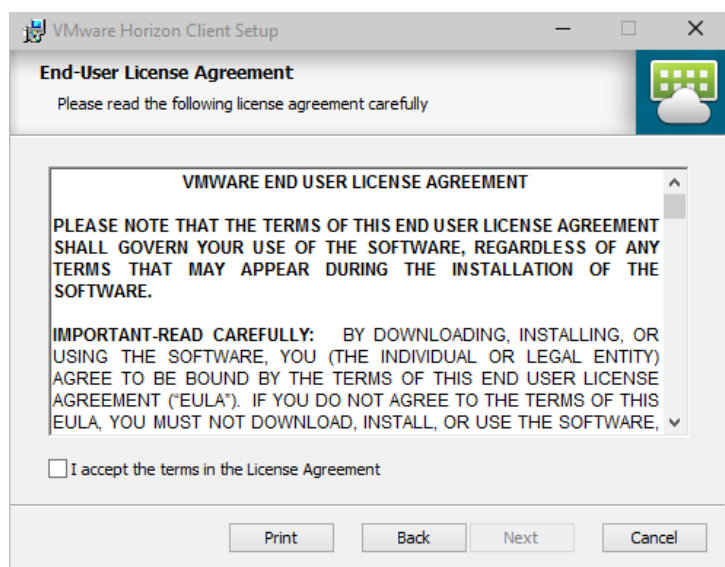 VMware Horizon Client Setup
End-User License Agreement
Please read the following license agreement carefully
VMWARE END USER LICENSE AGREEMENT
PLEASE NOTE THAT THE TERMS OF THIS END USER LICENSE AGREEMENT
SHALL GOVERN YOUR USE OF THE SOFTWARE, REGARDLESS OF ANY
TERMS THAT MAY APPEAR DURING THE INSTALLATION OF THE
SOFTWARE.
IMPORTANT-READ CAREFULLY: BY DOWNLOADING, INSTALLING, OR
USING THE SOFTWARE, YOU (THE INDIVIDUAL OR LEGAL ENTITY)
AGREE TO BE BOUND BY THE TERMS OF THIS END USER LICENSE
AGREEMENT (“EULA”). IF YOU DO NOT AGREE TO THE TERMS OF THIS
EULA, YOU MUST NOT DOWNLOAD, INSTALL, OR USE THE SOFTWARE,
I accept the terms in the License Agreement
Print Back Next Cancel